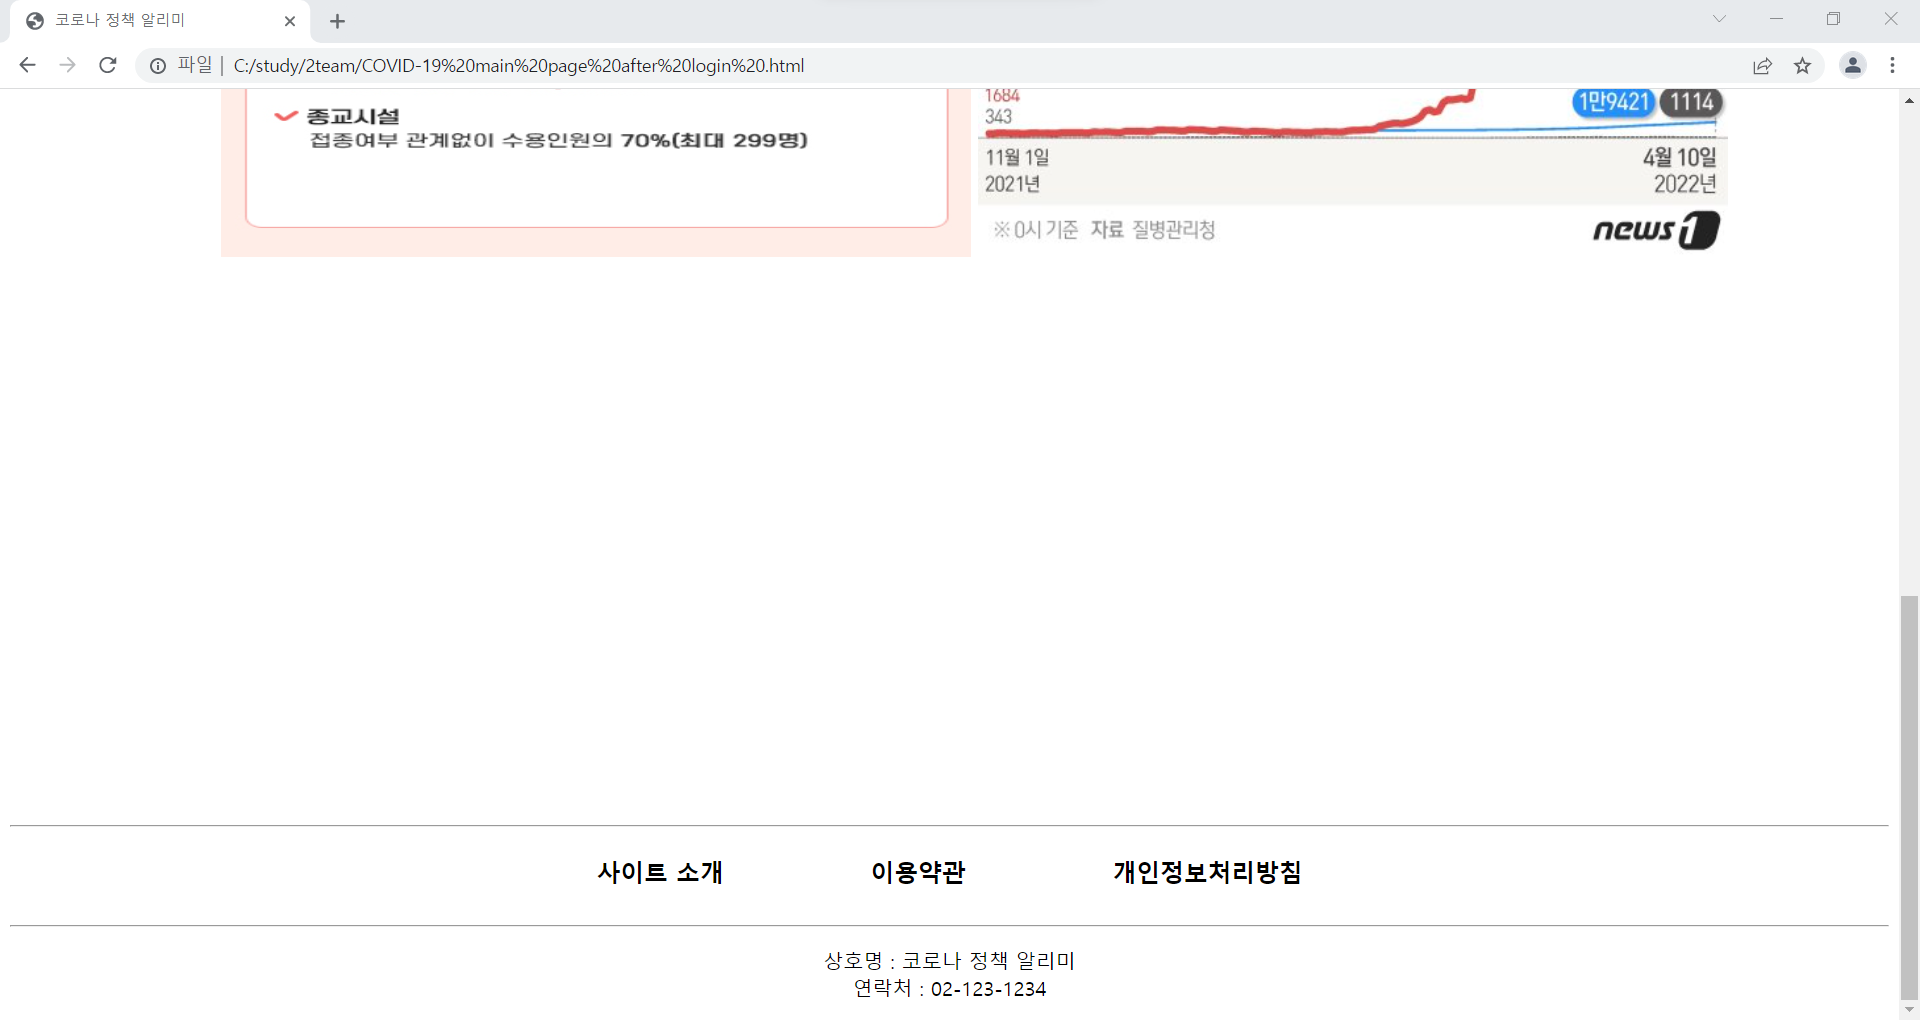 코로나 정책 알리미
파일 | C:/study/2team/COVID-19%20main%20page%20after%20login%20.html
종교시설
접종여부 관계없이 수용인원의 70%(최대 299명)
1684
343
1만9421 1114
11월 1일
2021년
4월 10일
2022년
※ 0시 기준 자료 질병관리청
news1
사이트 소개 이용약관 개인정보처리방침
상호명 : 코로나 정책 알리미
연락처 : 02-123-1234